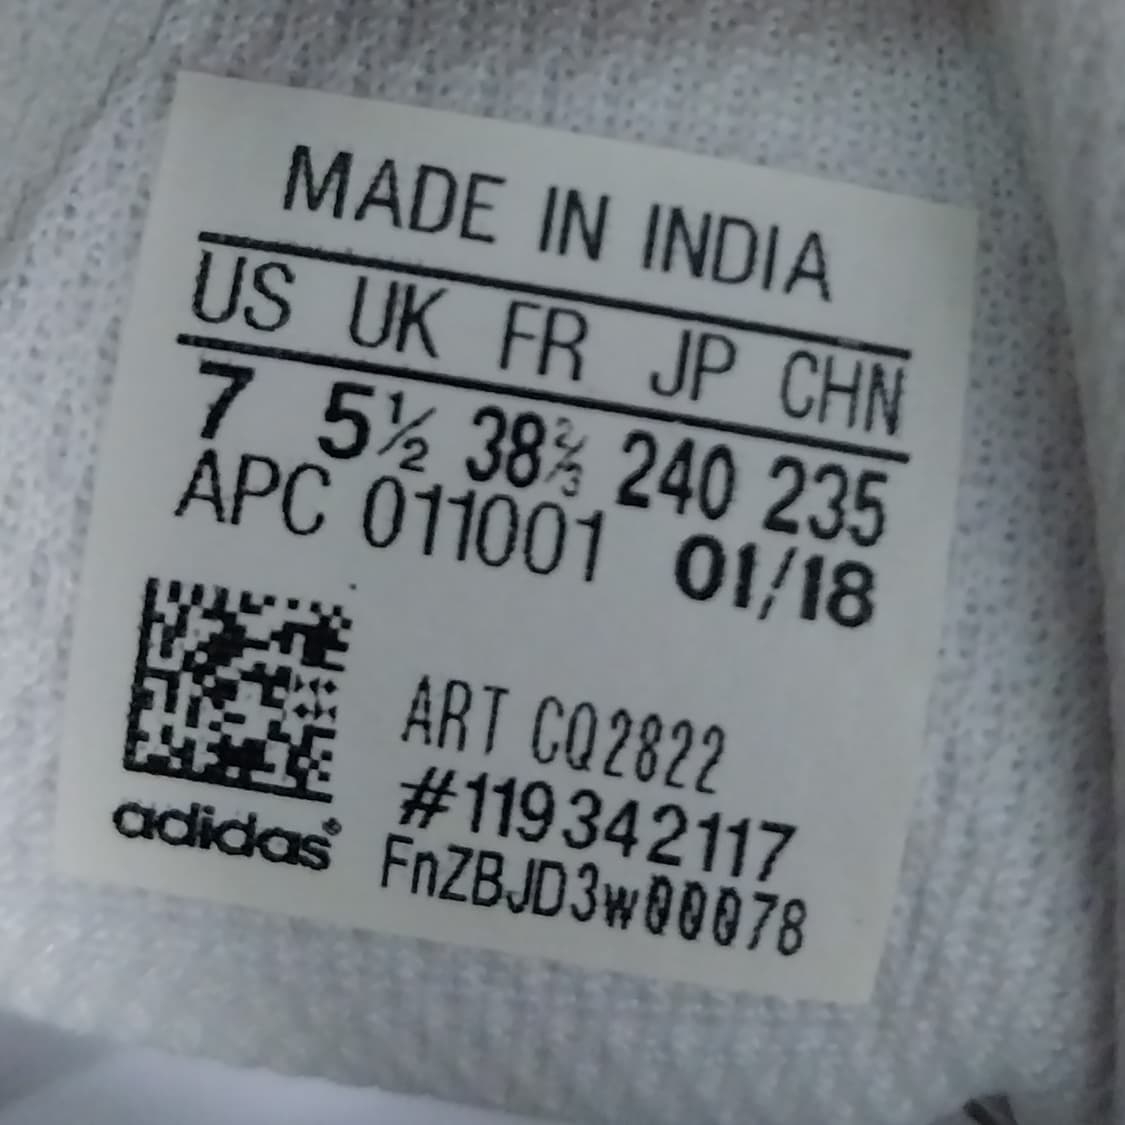 MADE IN INDIA
US UK FR JP CHN
7 5½ 38⅔ 240 235
APC 011001 01/18
ART CQ2822
#119342117
adidas®
FnZBJD3w00078